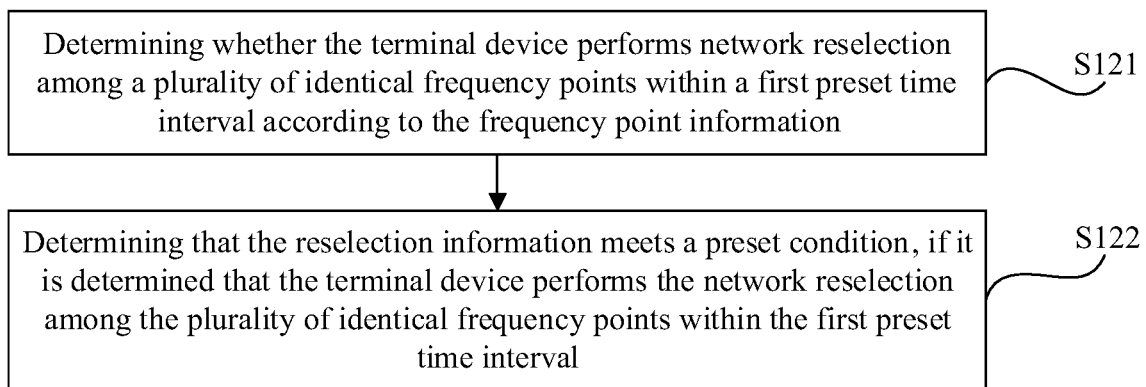 Determining whether the terminal device performs network reselection
among a plurality of identical frequency points within a first preset time
interval according to the frequency point information
S121
Determining that the reselection information meets a preset condition, if it
is determined that the terminal device performs the network reselection
among the plurality of identical frequency points within the first preset
time interval
S122